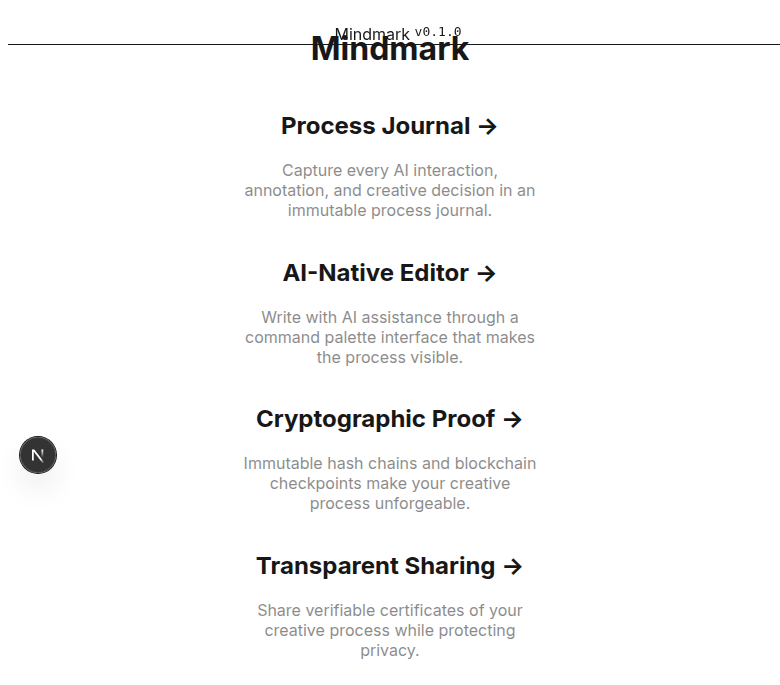 Mindmark v0.1.0
Mindmark
Process Journal →
Capture every AI interaction,
annotation, and creative decision in an
immutable process journal.
AI-Native Editor →
Write with AI assistance through a
command palette interface that makes
the process visible.
Cryptographic Proof →
Immutable hash chains and blockchain
checkpoints make your creative
process unforgeable.
N
Transparent Sharing →
Share verifiable certificates of your
creative process while protecting
privacy.